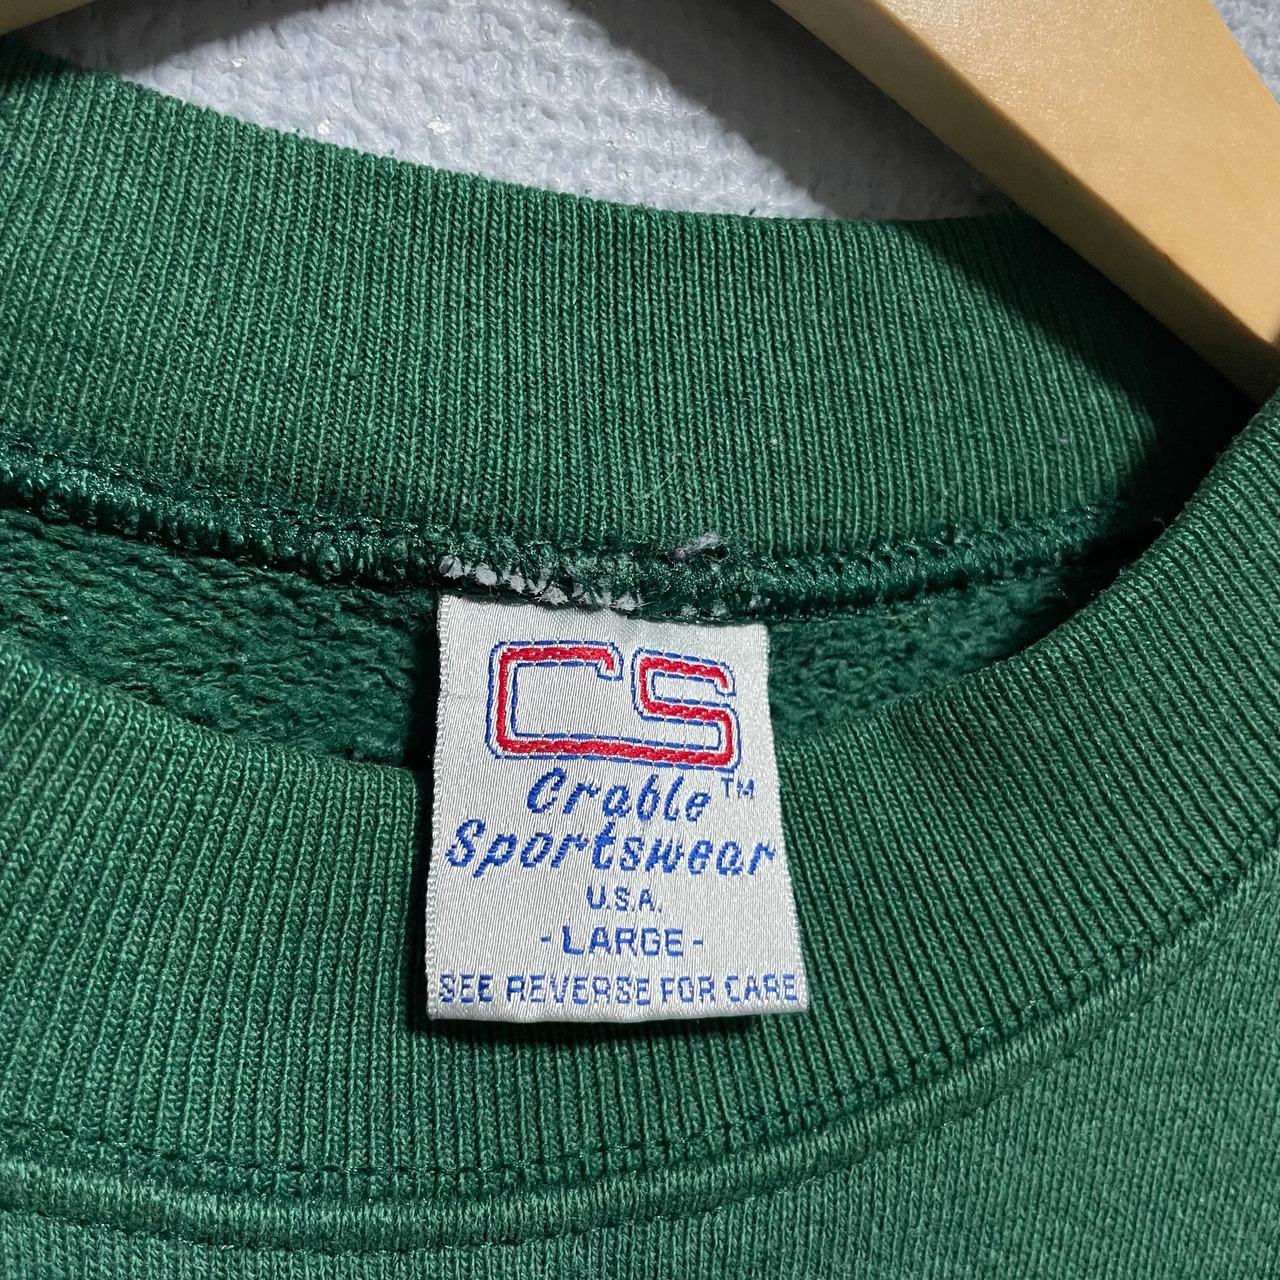 CS
Crable™
Sportswear
U.S.A.
-LARGE-
SEE REVERSE FOR CARE